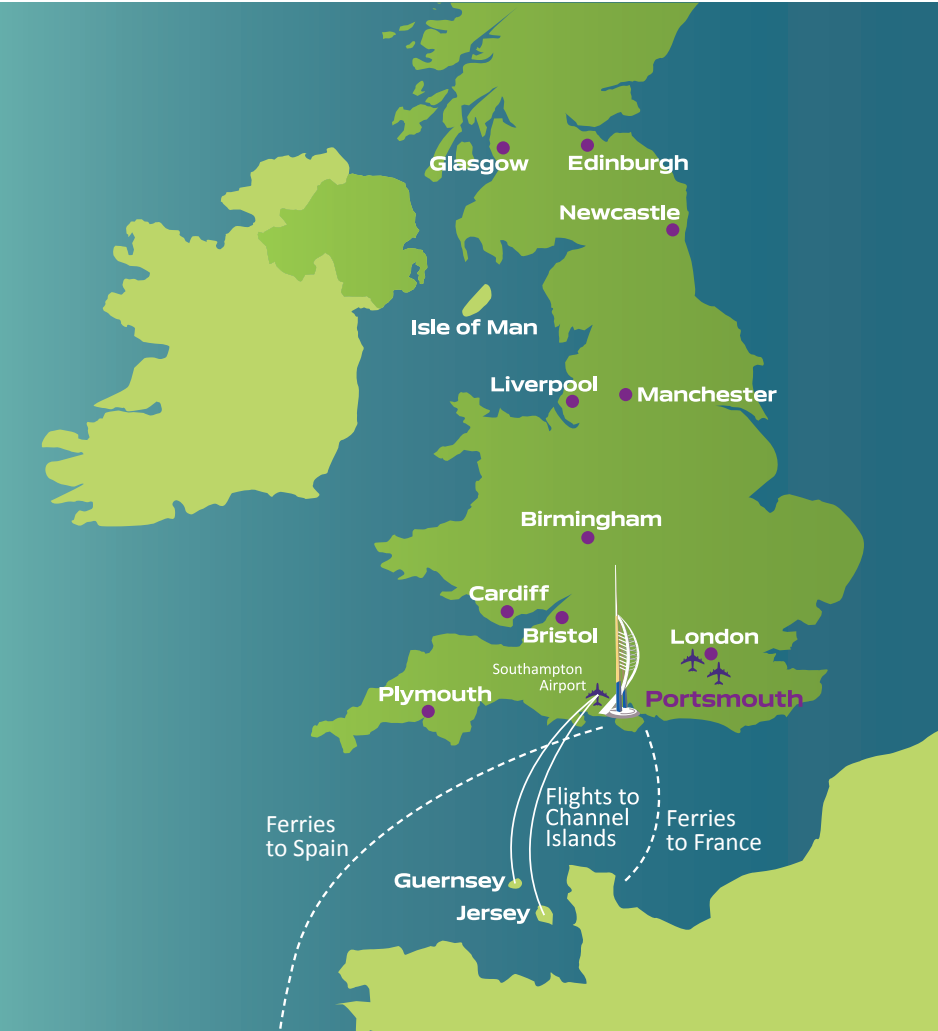 Glasgow
Edinburgh
Newcastle
Isle of Man
Liverpool
Manchester
Birmingham
Cardiff
Bristol
London
Southampton
Airport
Plymouth
Portsmouth
Flights to
Channel
Islands
Ferries
to Spain
Ferries
to France
Guernsey
Jersey